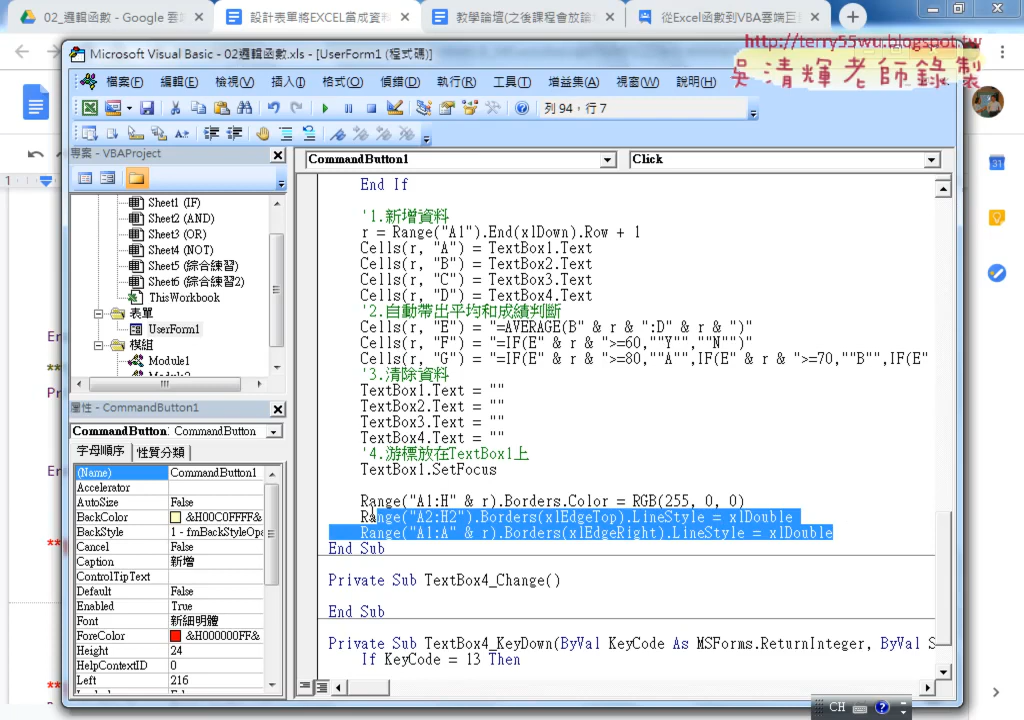 02邏輯函數 - Google 雲
設計表單將EXCEL當成資料
教學論壇(之後課程會放論
從Excel函數到VBA雲端巨
http://terry55wu.blogspot.tw
吳清輝老師錄製
Microsoft Visual Basic - 02邏輯函數.xls - [UserForm1 (程式碼)]
檔案(F) 編輯(E) 檢視(V) 插入(I) 格式(O) 偵錯(D) 執行(R) 工具(T) 增益集(A) 視窗(W) 說明(H)
列 94，行 7
專案 - VBAProject
Sheet1 (IF)
Sheet2 (AND)
Sheet3 (OR)
Sheet4 (NOT)
Sheet5 (綜合練習)
Sheet6 (綜合練習2)
ThisWorkbook
表單
UserForm1
模組
Module1
屬性 - CommandButton1
CommandButton CommandButton
字母順序 性質分類
(Name) CommandButton1
Accelerator
AutoSize False
BackColor &H00C0FFFF&
BackStyle 1 - fmBackStyleOpa
Cancel False
Caption 新增
ControlTipText
Default False
Enabled True
Font 新細明體
ForeColor &H000000FF&
Height 24
HelpContextID 0
Left 216
CommandButton1 Click
End If
'1.新增資料
r = Range("A1").End(xlDown).Row + 1
Cells(r, "A") = TextBox1.Text
Cells(r, "B") = TextBox2.Text
Cells(r, "C") = TextBox3.Text
Cells(r, "D") = TextBox4.Text
'2.自動帶出平均和成績判斷
Cells(r, "E") = "=AVERAGE(B" & r & ":D" & r & ")"
Cells(r, "F") = "=IF(E" & r & ">=60,""Y"",""N"")"
Cells(r, "G") = "=IF(E" & r & ">=80,""A"",IF(E" & r & ">=70,""B"",IF(E"
'3.清除資料
TextBox1.Text = ""
TextBox2.Text = ""
TextBox3.Text = ""
TextBox4.Text = ""
'4.游標放在TextBox1上
TextBox1.SetFocus
Range("A1:H" & r).Borders.Color = RGB(255, 0, 0)
Range("A2:H2").Borders(xlEdgeTop).LineStyle = xlDouble
Range("A1:A" & r).Borders(xlEdgeRight).LineStyle = xlDouble
End Sub
Private Sub TextBox4_Change()
End Sub
Private Sub TextBox4_KeyDown(ByVal KeyCode As MSForms.ReturnInteger, ByVal S
If KeyCode = 13 Then
CH